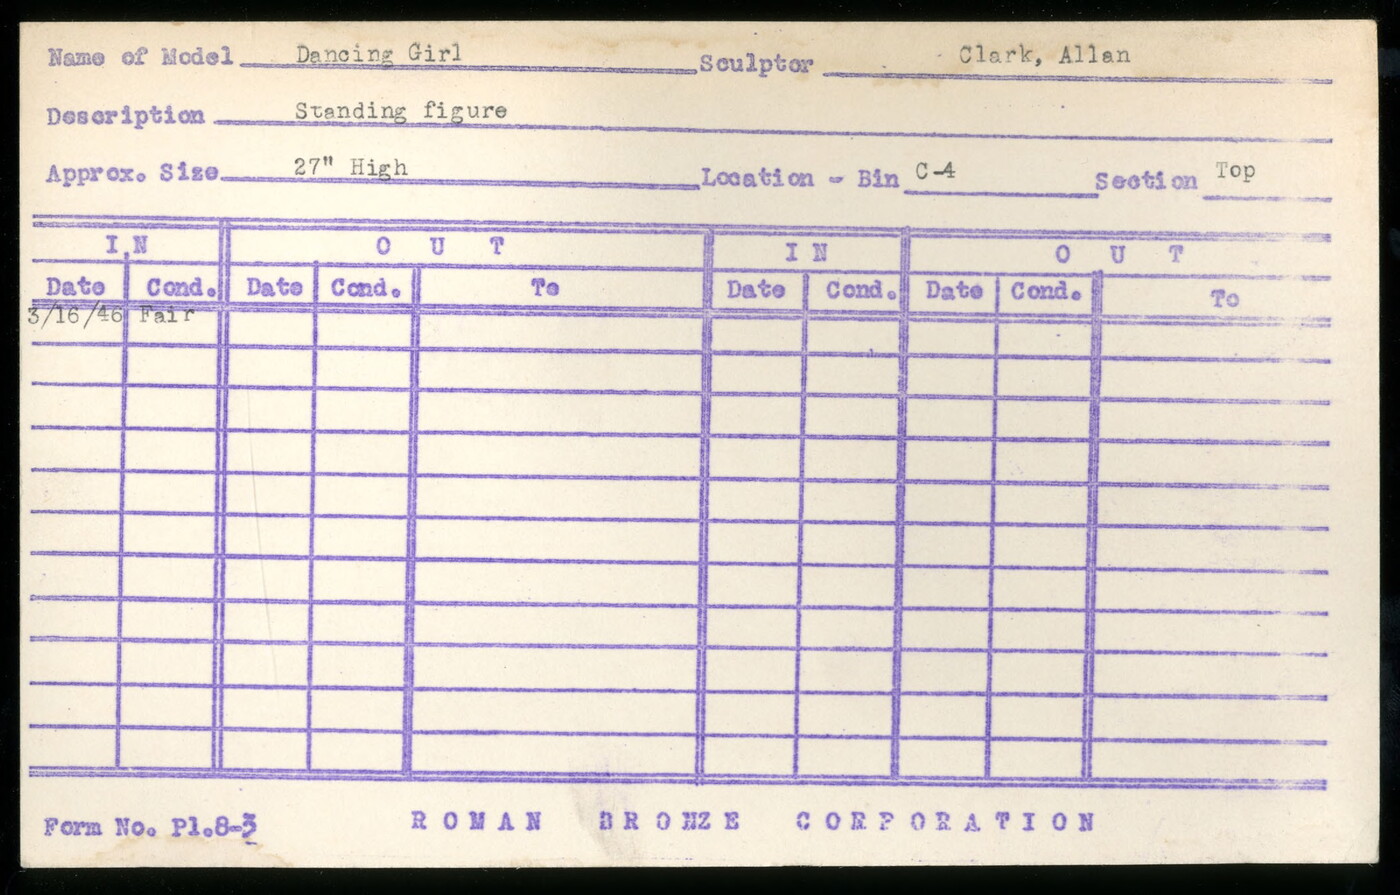 Name of Model Dancing Girl Sculptor Clark, Allan
Description Standing figure
Approx. Size 27" High Location - Bin C-4 Section Top
IN OUT IN OUT
Date Cond. Date Cond. To Date Cond. Date Cond. To
3/16/46 Fair
Form No. Pl.8-3 ROMAN BRONZE CORPORATION